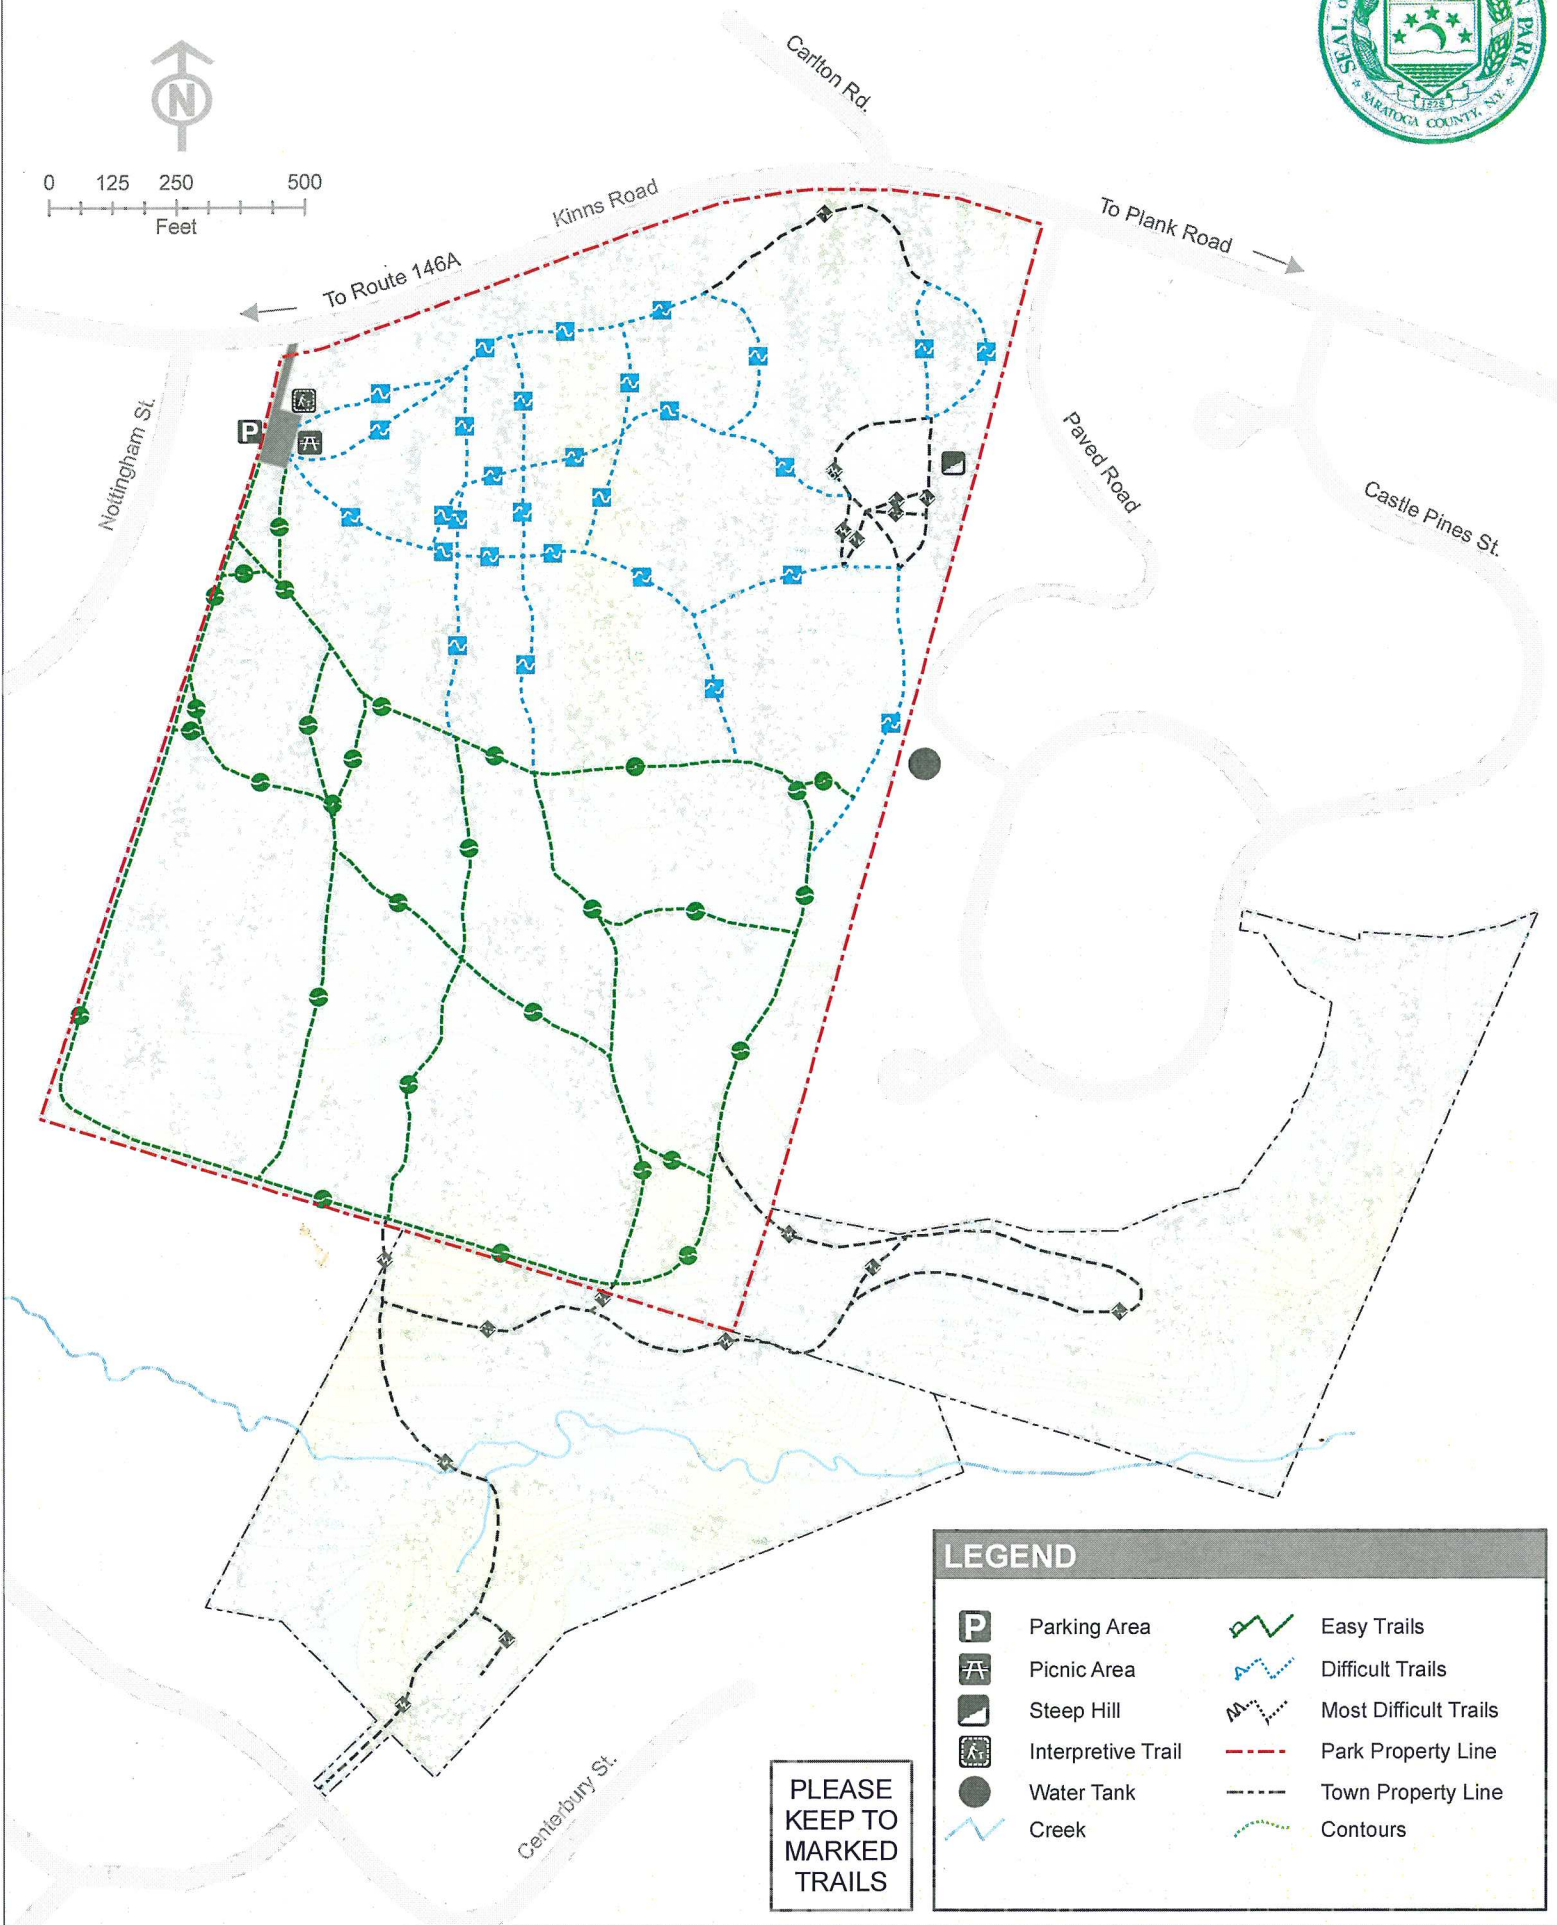 SEAL O
N PARK
SARATOGA COUNTY, N.Y.
1828
Carlton Rd.
N
0 125 250 500
Feet
Kinns Road
To Plank Road
To Route 146A
Nottingham St.
P
Paved Road
Castle Pines St.
Centerbury St.
PLEASE
KEEP TO
MARKED
TRAILS
LEGEND
P Parking Area
Easy Trails
Picnic Area
Difficult Trails
Steep Hill
Most Difficult Trails
Interpretive Trail
Park Property Line
Water Tank
Town Property Line
Creek
Contours